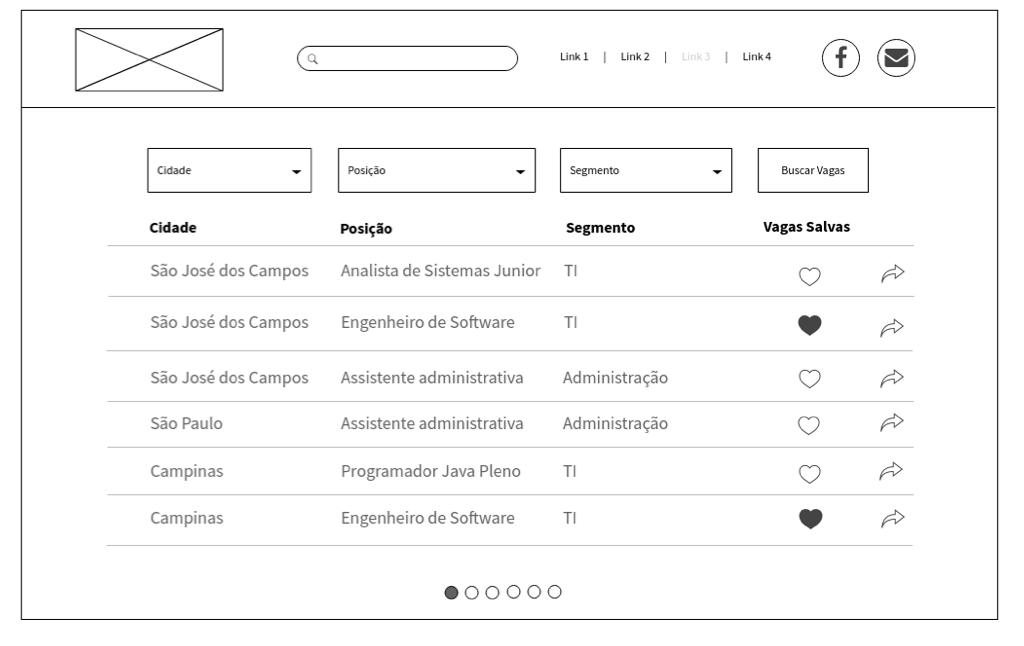 Link 1 | Link 2 | Link 3 | Link 4
Cidade
Posição
Segmento
Buscar Vagas
Cidade Posição Segmento Vagas Salvas
São José dos Campos Analista de Sistemas Junior TI
São José dos Campos Engenheiro de Software TI
São José dos Campos Assistente administrativa Administração
São Paulo Assistente administrativa Administração
Campinas Programador Java Pleno TI
Campinas Engenheiro de Software TI